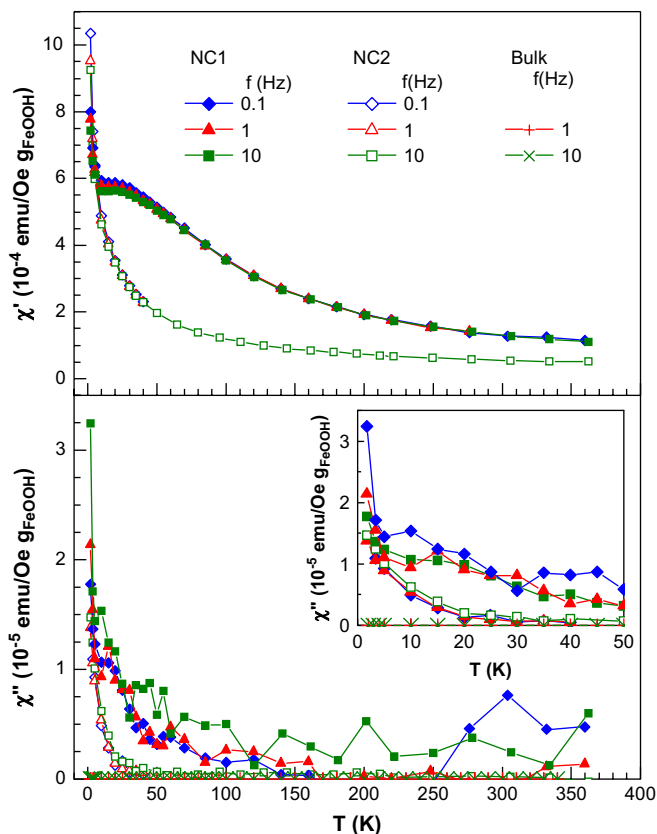 10
8
6
4
2
0
χ' (10⁻⁴ emu/Oe g_FeOOH)
NC1 NC2 Bulk
f (Hz) f(Hz) f(Hz)
0.1 0.1
1 1 1
10 10 10
3
2
1
0
χ'' (10⁻⁵ emu/Oe g_FeOOH)
3
2
1
0
χ'' (10⁻⁵ emu/Oe g_FeOOH)
0 10 20 30 40 50
T (K)
0 50 100 150 200 250 300 350 400
T (K)